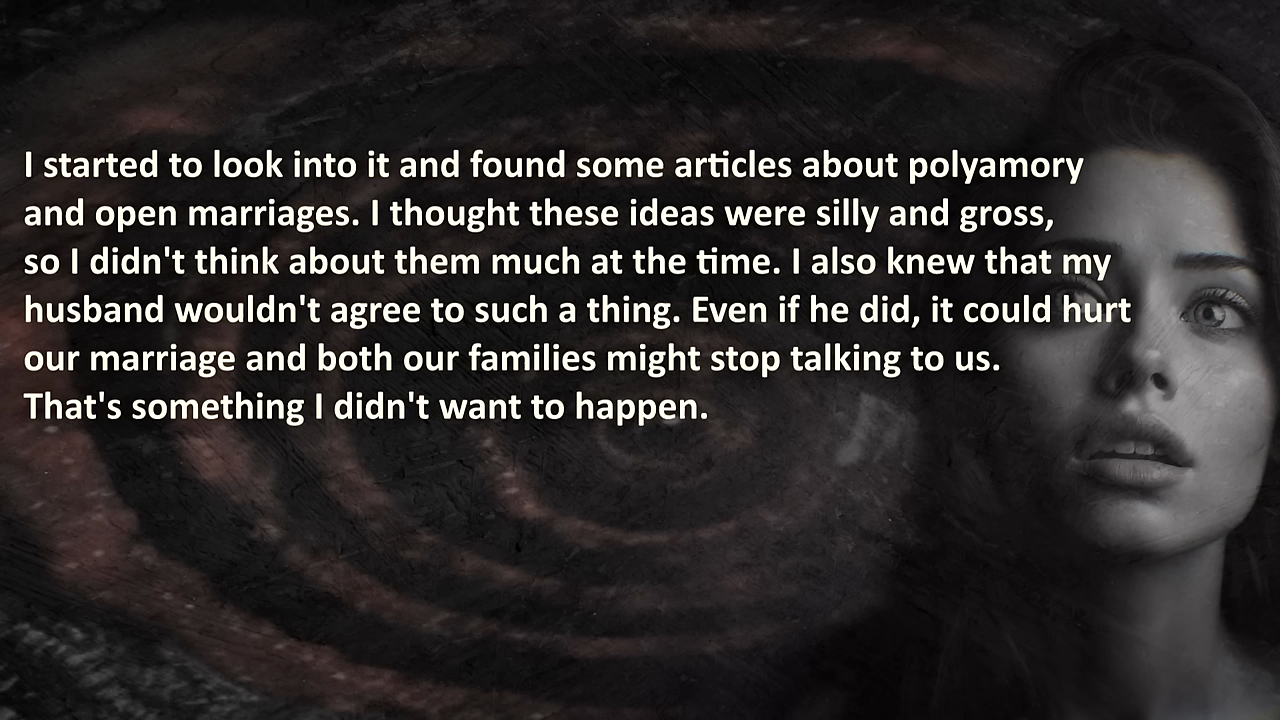 I started to look into it and found some articles about polyamory
and open marriages. I thought these ideas were silly and gross,
so I didn't think about them much at the time. I also knew that my
husband wouldn't agree to such a thing. Even if he did, it could hurt
our marriage and both our families might stop talking to us.
That's something I didn't want to happen.